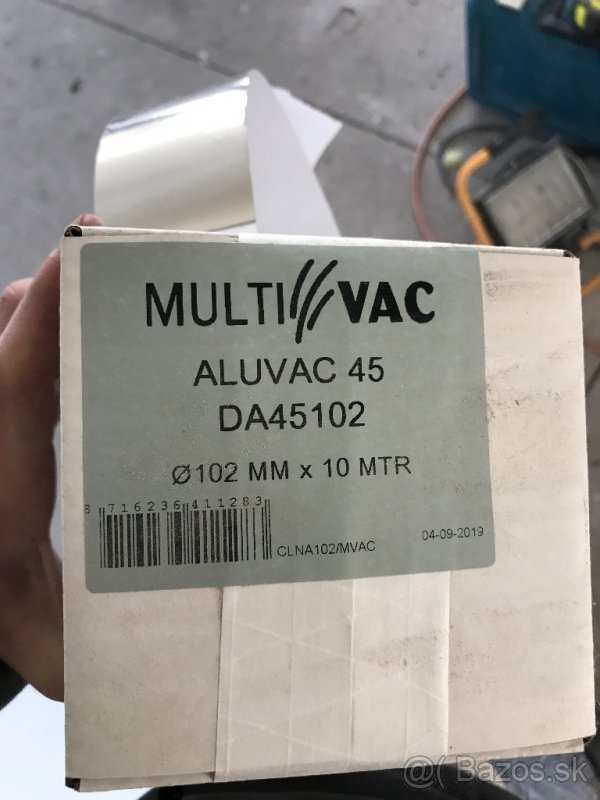 MULTI VAC
ALUVAC 45
DA45102
Ø102 MM x 10 MTR
8 716236 411283
CLNA102/MVAC
04-09-2019
@( Bazos.sk